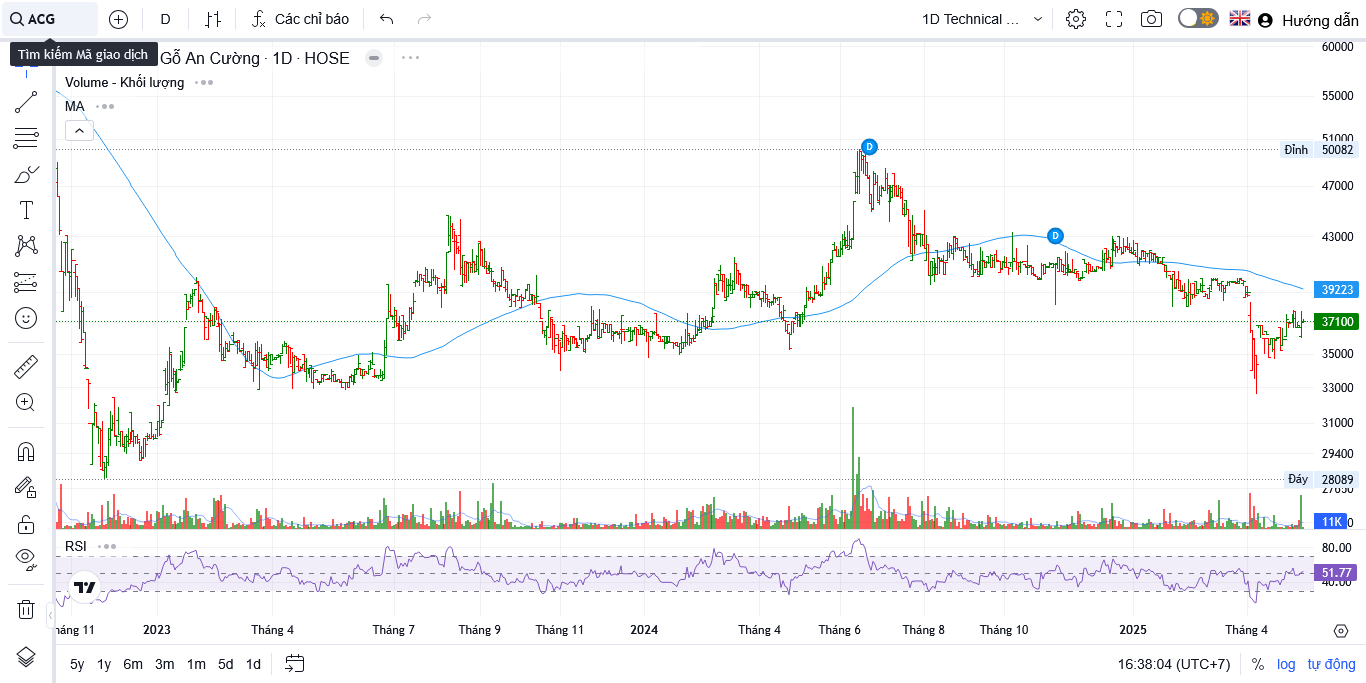 ACG
D
Các chỉ báo
1D Technical ...
Hướng dẫn
Tìm kiếm Mã giao dịch
Gỗ An Cường · 1D · HOSE
Volume - Khối lượng
MA
60000
55000
51000
Đỉnh 50082
D
47000
43000
D
39223
37100
35000
33000
31000
29400
Đáy 28089
27650
11K 0
RSI
80.00
51.77
40.00
háng 11 2023 Tháng 4 Tháng 7 Tháng 9 Tháng 11 2024 Tháng 4 Tháng 6 Tháng 8 Tháng 10 2025 Tháng 4
5y 1y 6m 3m 1m 5d 1d
16:38:04 (UTC+7) % log tự động